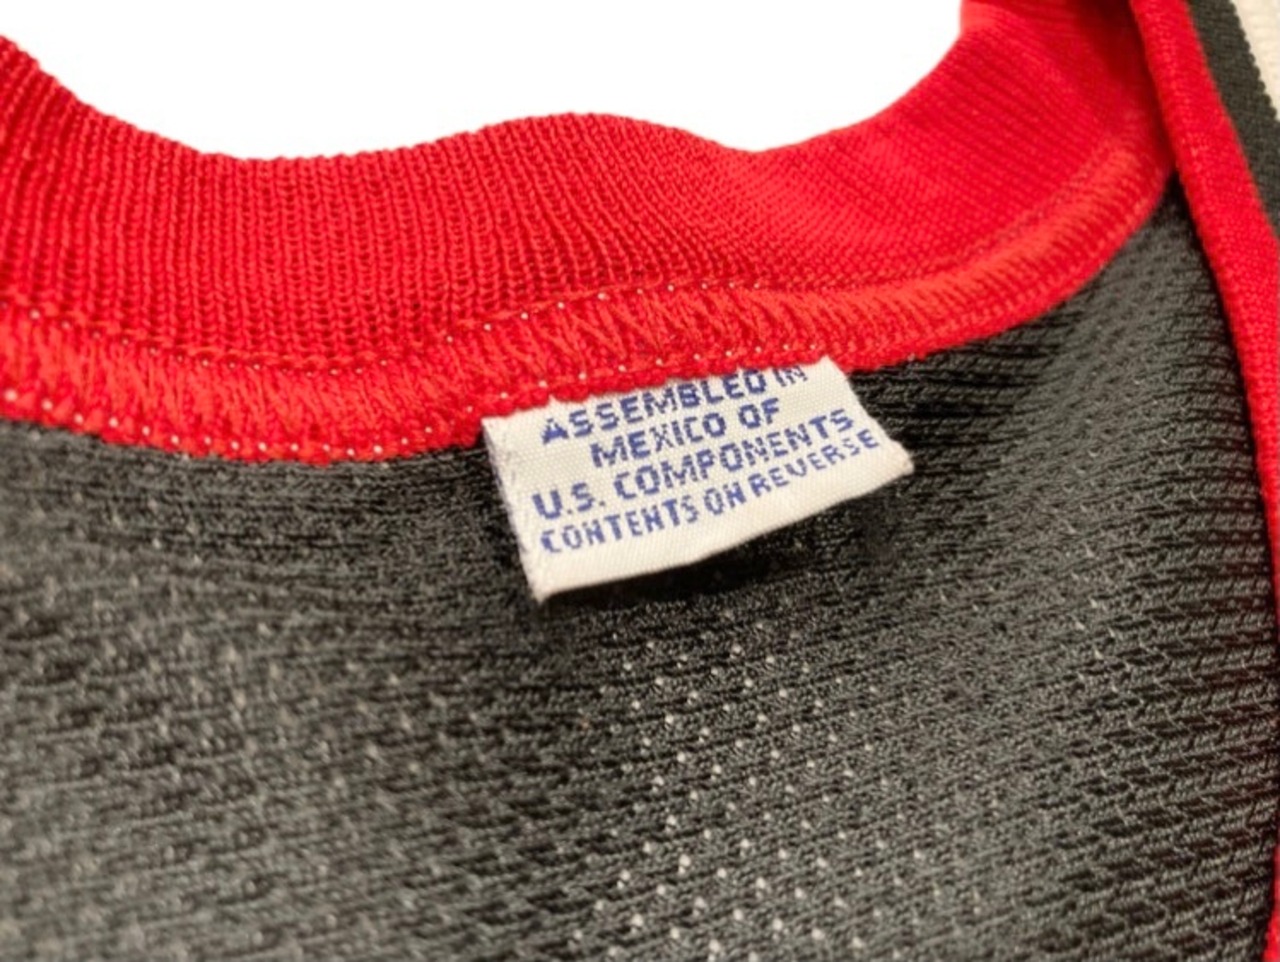 ASSEMBLED IN
MEXICO OF
U.S. COMPONENTS
CONTENTS ON REVERSE